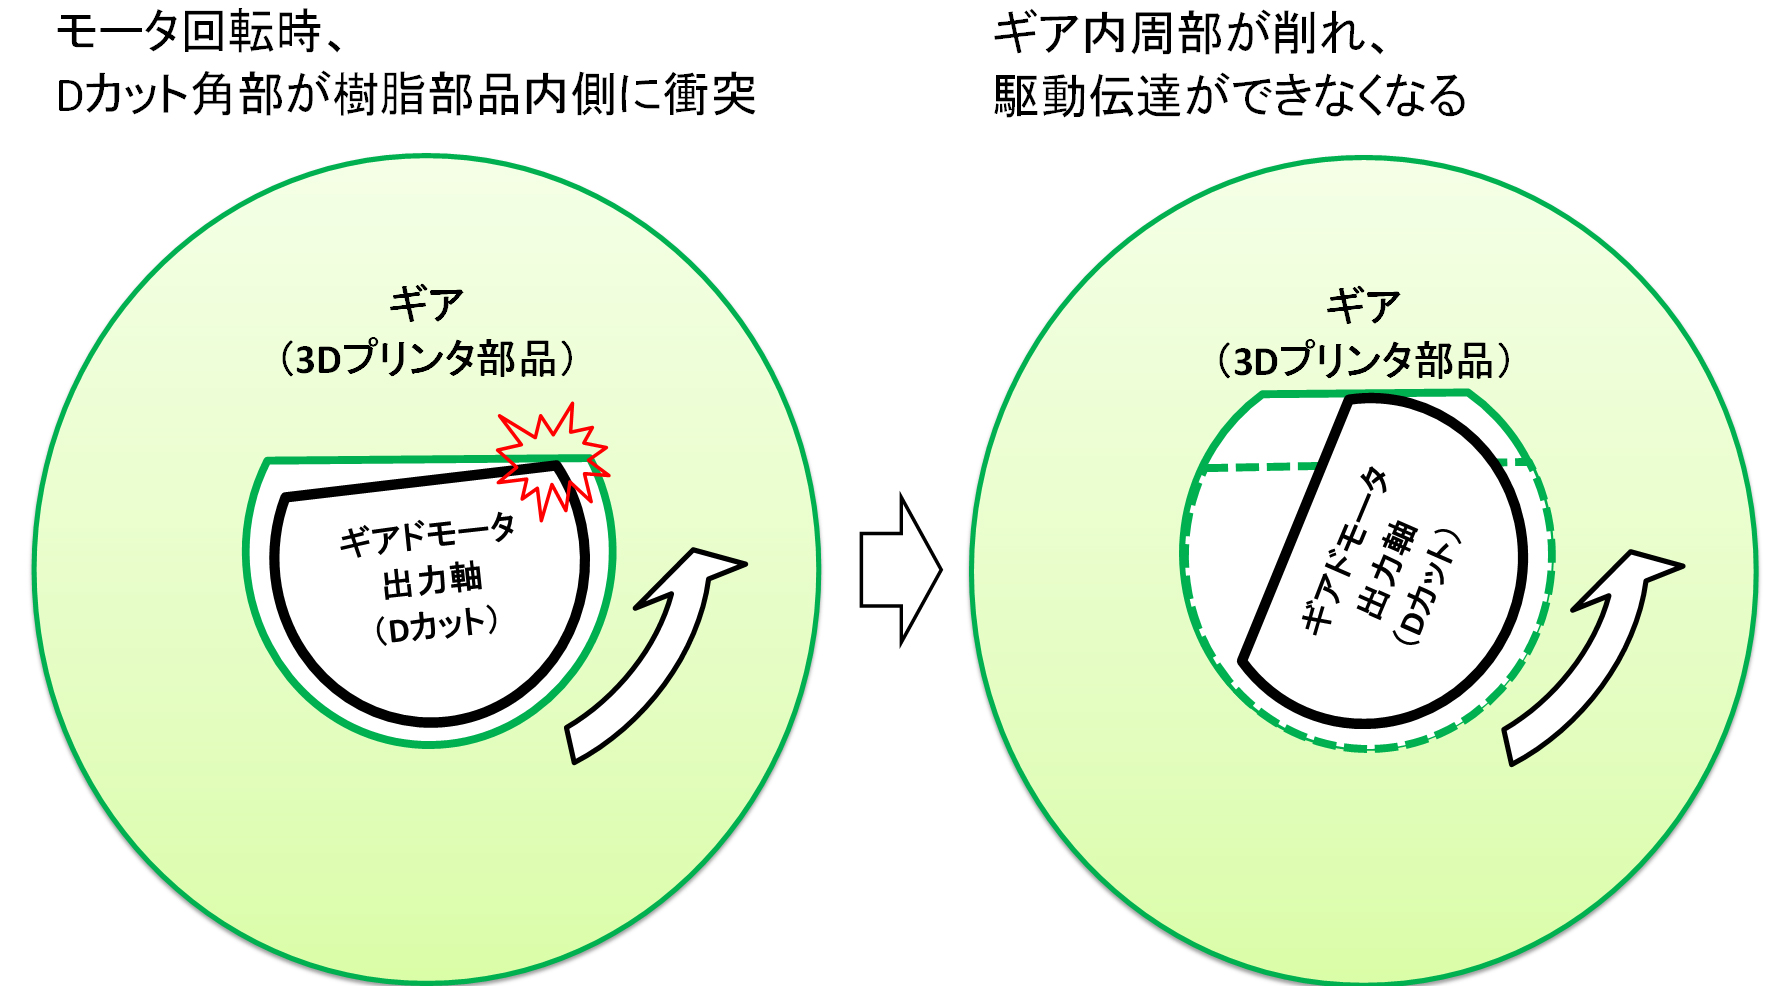 モータ回転時、
Dカット角部が樹脂部品内側に衝突
ギア
（3Dプリンタ部品）
ギアドモータ
出力軸
（Dカット）
ギア内周部が削れ、
駆動伝達ができなくなる
ギア
（3Dプリンタ部品）
ギアドモータ
出力軸
（Dカット）